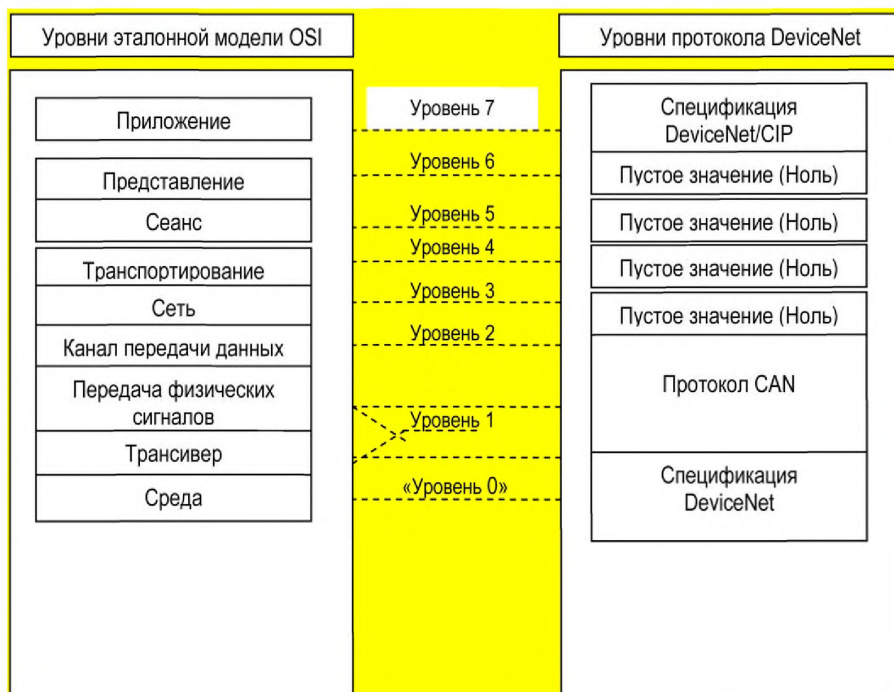 Уровни эталонной модели OSI
Уровни протокола DeviceNet
Приложение
Представление
Сеанс
Транспортирование
Сеть
Канал передачи данных
Передача физических
сигналов
Трансивер
Среда
Уровень 7
Уровень 6
Уровень 5
Уровень 4
Уровень 3
Уровень 2
Уровень 1
«Уровень 0»
Спецификация
DeviceNet/CIP
Пустое значение (Ноль)
Пустое значение (Ноль)
Пустое значение (Ноль)
Пустое значение (Ноль)
Протокол CAN
Спецификация
DeviceNet